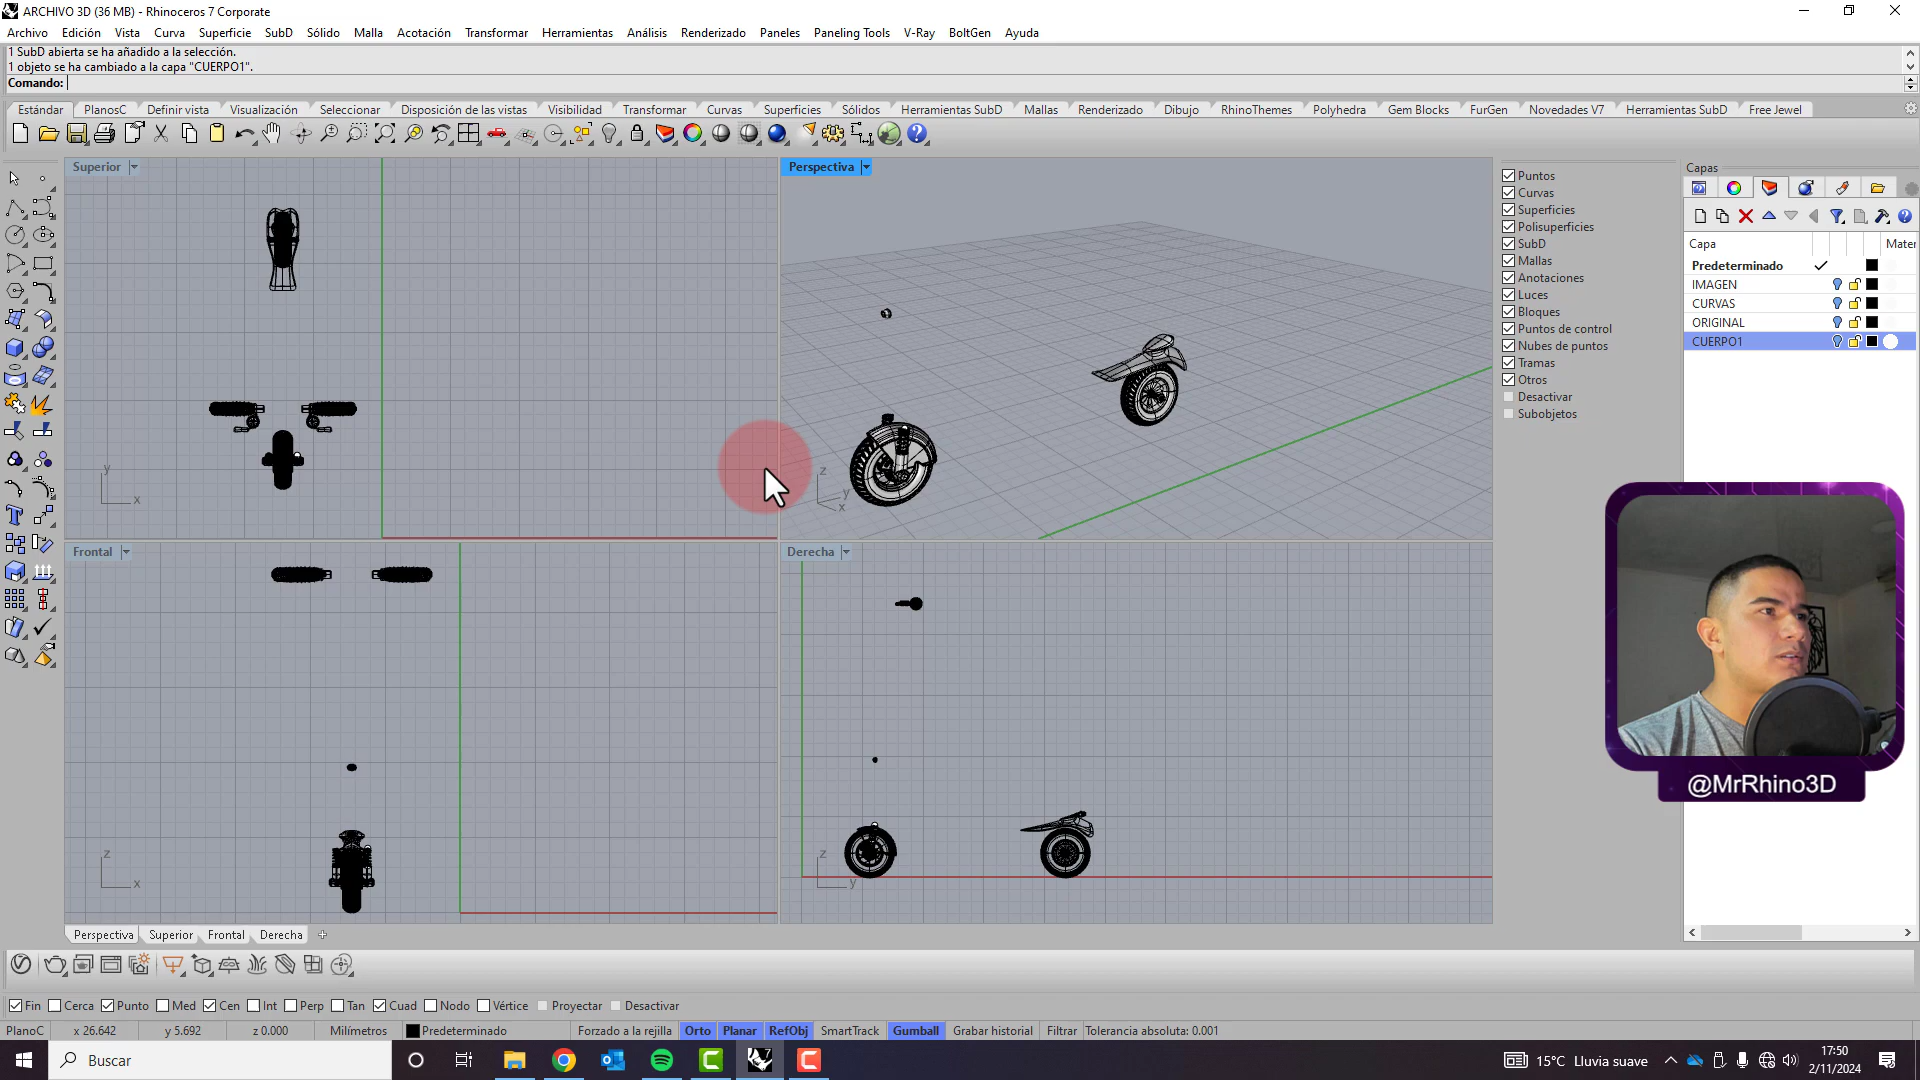 ARCHIVO 3D (36 MB) - Rhinoceros 7 Corporate
Archivo Edición Vista Curva Superficie SubD Sólido Malla Acotación Transformar Herramientas Análisis Renderizado Paneles Paneling Tools V-Ray BoltGen Ayuda
1 SubD abierta se ha añadido a la selección.
1 objeto se ha cambiado a la capa "CUERPO1".
Comando:
Estándar PlanosC Definir vista Visualización Seleccionar Disposición de las vistas Visibilidad Transformar Curvas Superficies Sólidos Herramientas SubD Mallas Renderizado Dibujo RhinoThemes Polyhedra Gem Blocks FurGen Novedades V7 Herramientas SubD Free Jewel
Superior
Perspectiva
Frontal
Derecha
y
x
z
y
x
z
x
z
y
Puntos
Curvas
Superficies
Polisuperficies
SubD
Mallas
Anotaciones
Luces
Bloques
Puntos de control
Nubes de puntos
Tramas
Otros
Desactivar
Subobjetos
Capas
Capa Mater
Predeterminado
IMAGEN
CURVAS
ORIGINAL
CUERPO1
@MrRhino3D
Perspectiva Superior Frontal Derecha
Fin Cerca Punto Med Cen Int Perp Tan Cuad Nodo Vértice Proyectar Desactivar
PlanoC x 26.642 y 5.692 z 0.000 Milímetros Predeterminado Forzado a la rejilla Orto Planar RefObj SmartTrack Gumball Grabar historial Filtrar Tolerancia absoluta: 0.001
Buscar
15°C Lluvia suave
17:50
2/11/2024